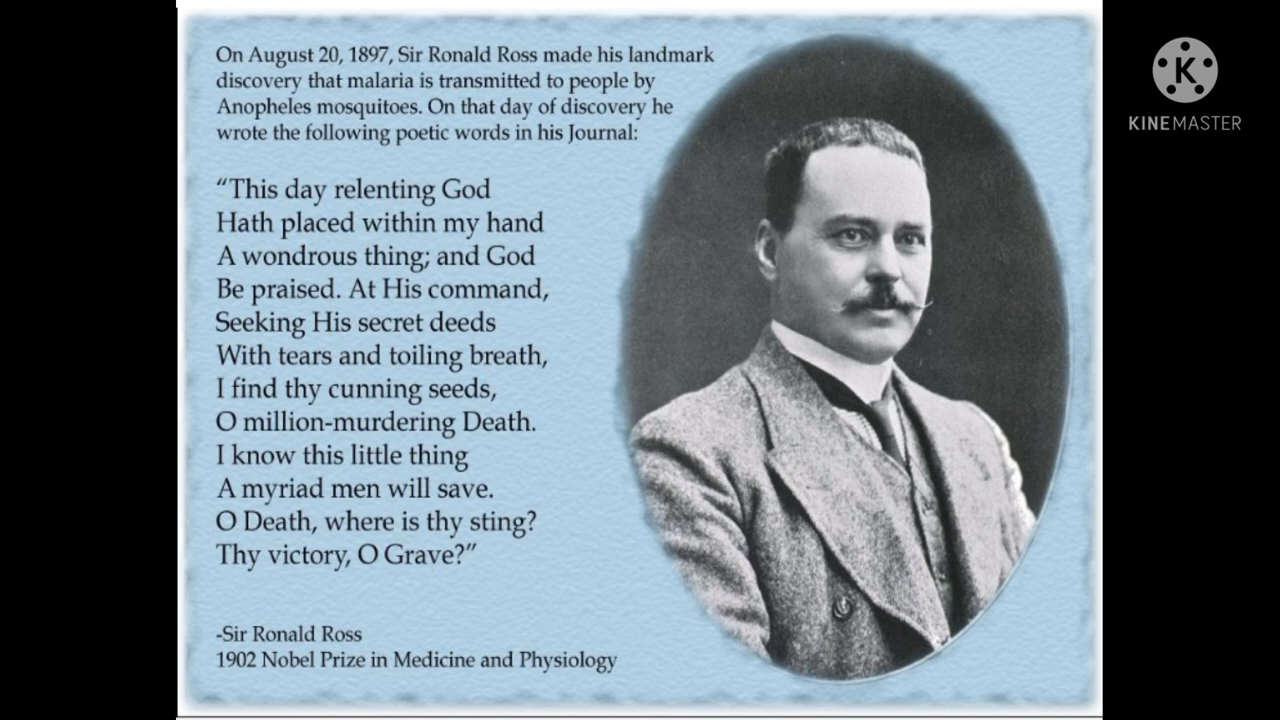 On August 20, 1897, Sir Ronald Ross made his landmark
discovery that malaria is transmitted to people by
Anopheles mosquitoes. On that day of discovery he
wrote the following poetic words in his Journal:
“This day relenting God
Hath placed within my hand
A wondrous thing; and God
Be praised. At His command,
Seeking His secret deeds
With tears and toiling breath,
I find thy cunning seeds,
O million-murdering Death.
I know this little thing
A myriad men will save.
O Death, where is thy sting?
Thy victory, O Grave?”
-Sir Ronald Ross
1902 Nobel Prize in Medicine and Physiology
K
KINEMASTER